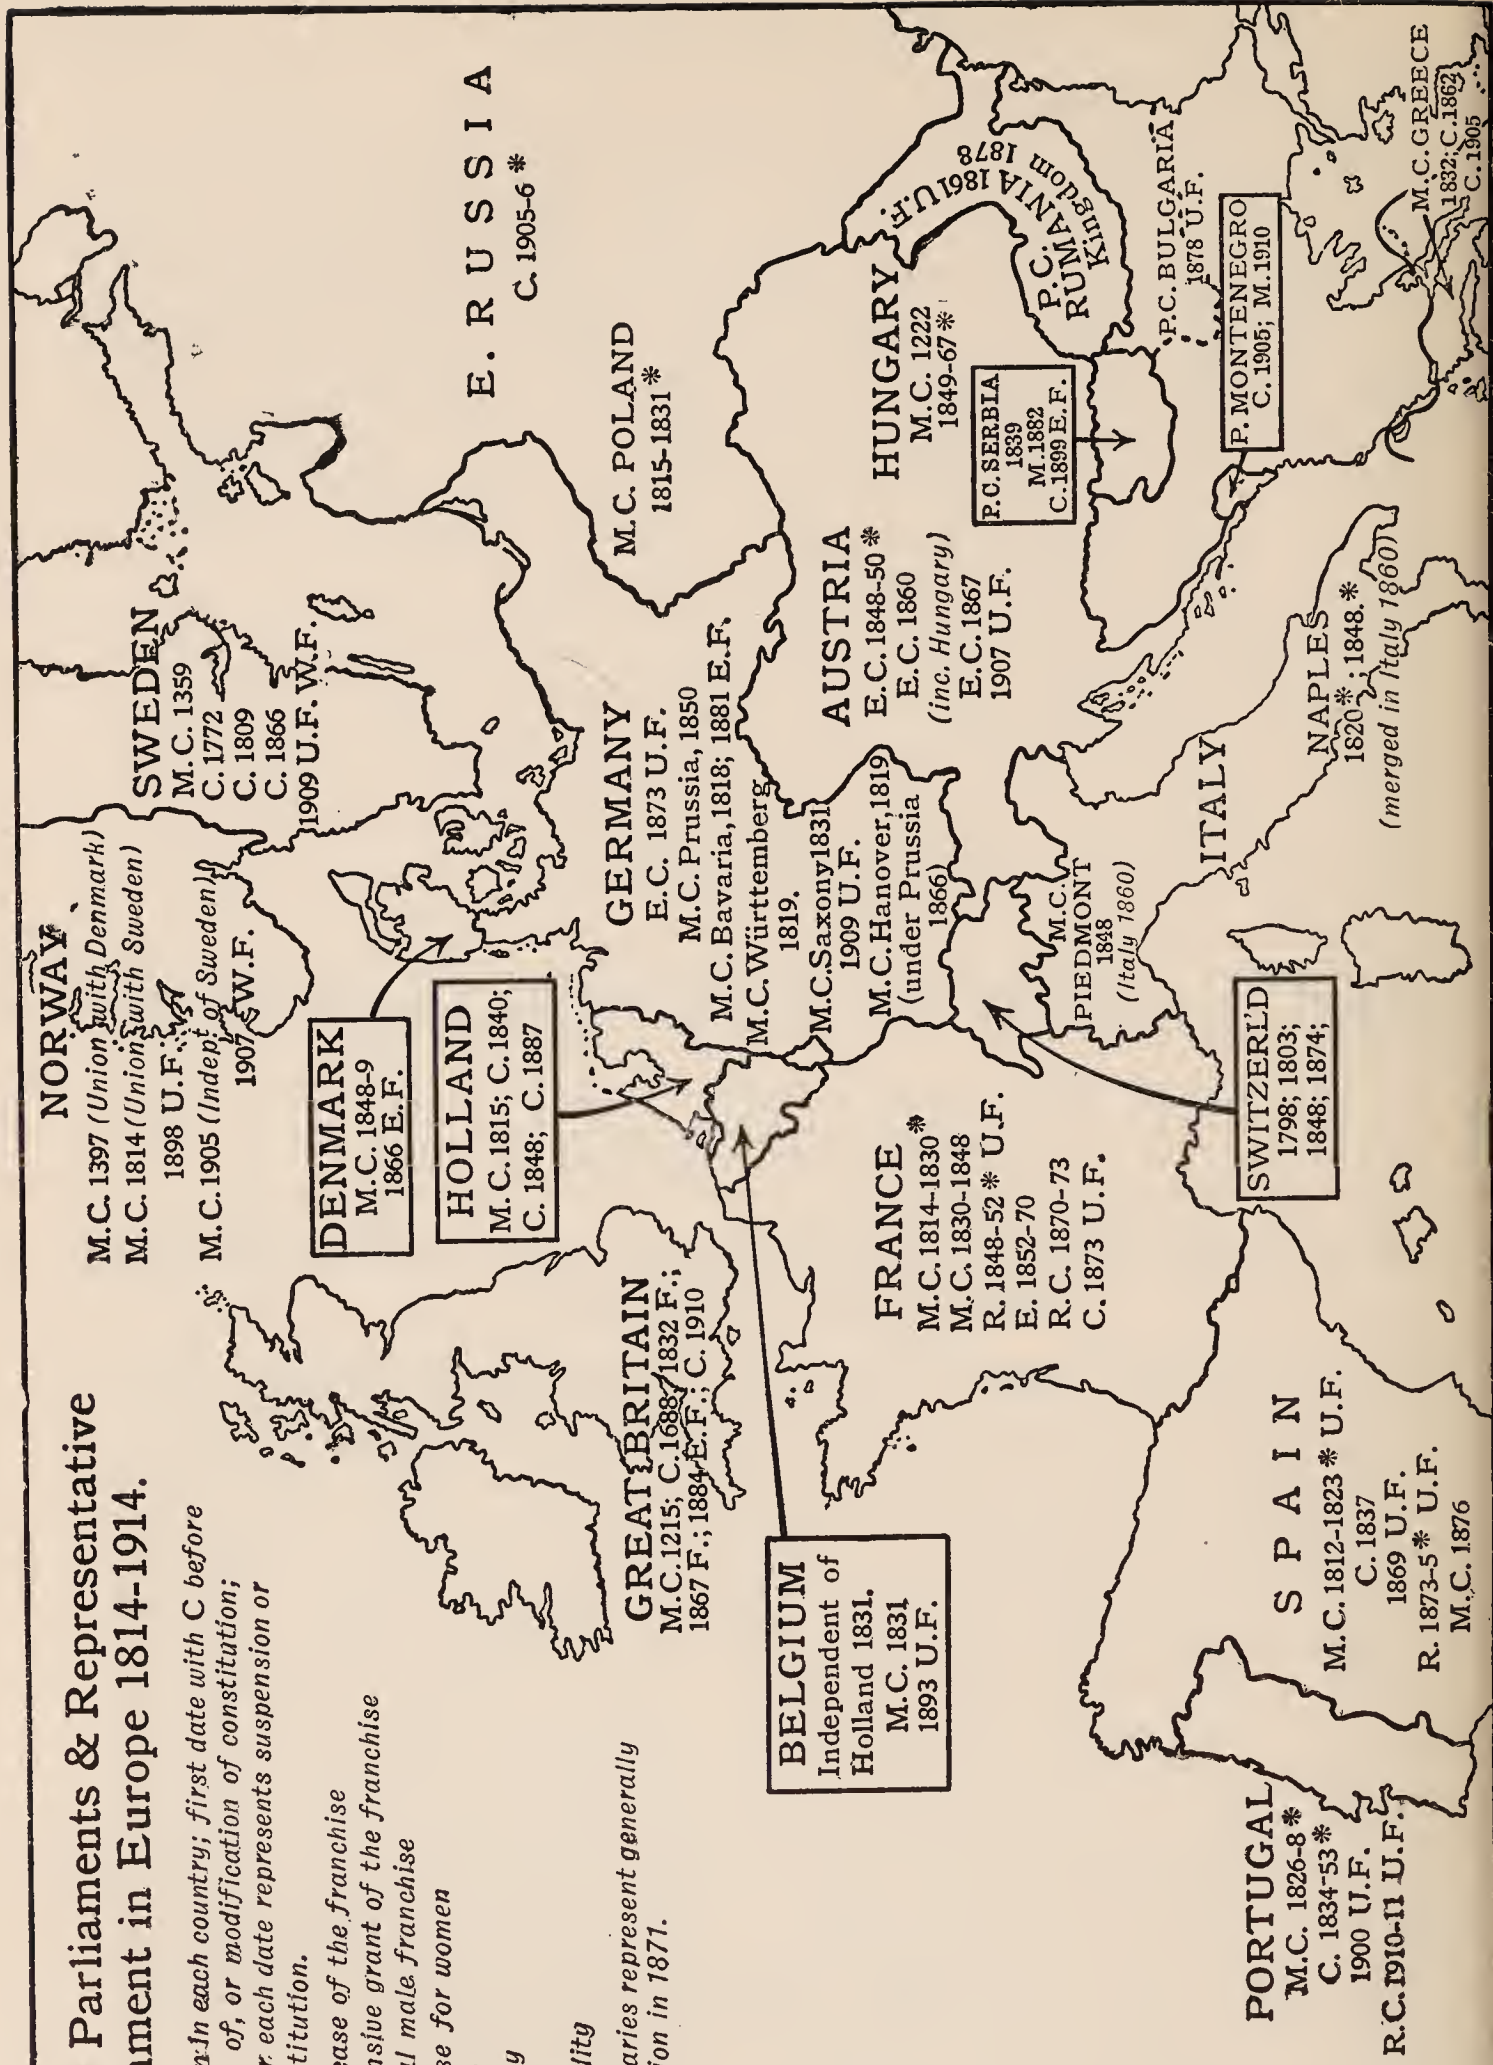 Parliaments & Representative
ment in Europe 1814-1914.
in each country; first date with C before
of, or modification of constitution;
each date represents suspension or
titution.
ease of the franchise
nsive grant of the franchise
al male franchise
se for women
y
lity
aries represent generally
ion in 1871.
NORWAY
M.C. 1397 (Union with Denmark)
M.C. 1814 (Union with Sweden)
1898 U.F.
M.C. 1905 (Indept of Sweden)
1907 W.F.
SWEDEN
M.C. 1359
C. 1772
C. 1809
C. 1866
1909 U.F. W.F.
E. RUSSIA
C. 1905-6 *
DENMARK
M.C. 1848-9
1866 E.F.
HOLLAND
M.C. 1815; C. 1840;
C. 1848; C. 1887
M.C. POLAND
1815-1831 *
GERMANY
E.C. 1873 U.F.
M.C. Prussia, 1850
M.C. Bavaria, 1818; 1881 E.F.
M.C. Württemberg
1819.
M.C. Saxony 1831
1909 U.F.
M.C. Hanover, 1819
(under Prussia
1866)
GREAT BRITAIN
M.C. 1215; C. 1688; 1832 F.;
1867 F.; 1884 E.F.; C. 1910
BELGIUM
Independent of
Holland 1831.
M.C. 1831
1893 U.F.
FRANCE
M.C. 1814-1830 *
M.C. 1830-1848
R. 1848-52 * U.F.
E. 1852-70
R.C. 1870-73
C. 1873 U.F.
AUSTRIA
E.C. 1848-50 *
E.C. 1860
(inc. Hungary)
E.C. 1867
1907 U.F.
HUNGARY
M.C. 1222
1849-67 *
P.C.
RUMANIA 1861 U.F.
Kingdom 1878
P.C. SERBIA
1839
M. 1882
C. 1899 E.F.
P.C. BULGARIA
1878 U.F.
P. MONTENEGRO
C. 1905; M. 1910
M.C. GREECE
1832; C. 1862
C. 1905
M.C.
PIEDMONT
1848
(Italy 1860)
ITALY
NAPLES
1820 *; 1848. *
(merged in Italy 1860)
SWITZERL'D
1798; 1803;
1848; 1874;
SPAIN
M.C. 1812-1823 * U.F.
C. 1837
1869 U.F.
R. 1873-5 * U.F.
M.C. 1876
PORTUGAL
M.C. 1826-8 *
C. 1834-53 *
1900 U.F.
R.C. 1910-11 U.F.